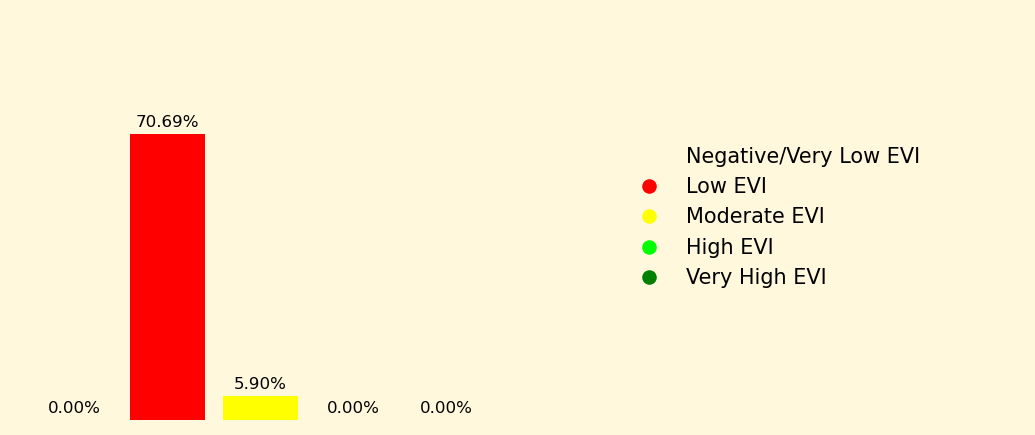 70.69%
5.90%
0.00%
0.00%
0.00%
Negative/Very Low EVI
Low EVI
Moderate EVI
High EVI
Very High EVI